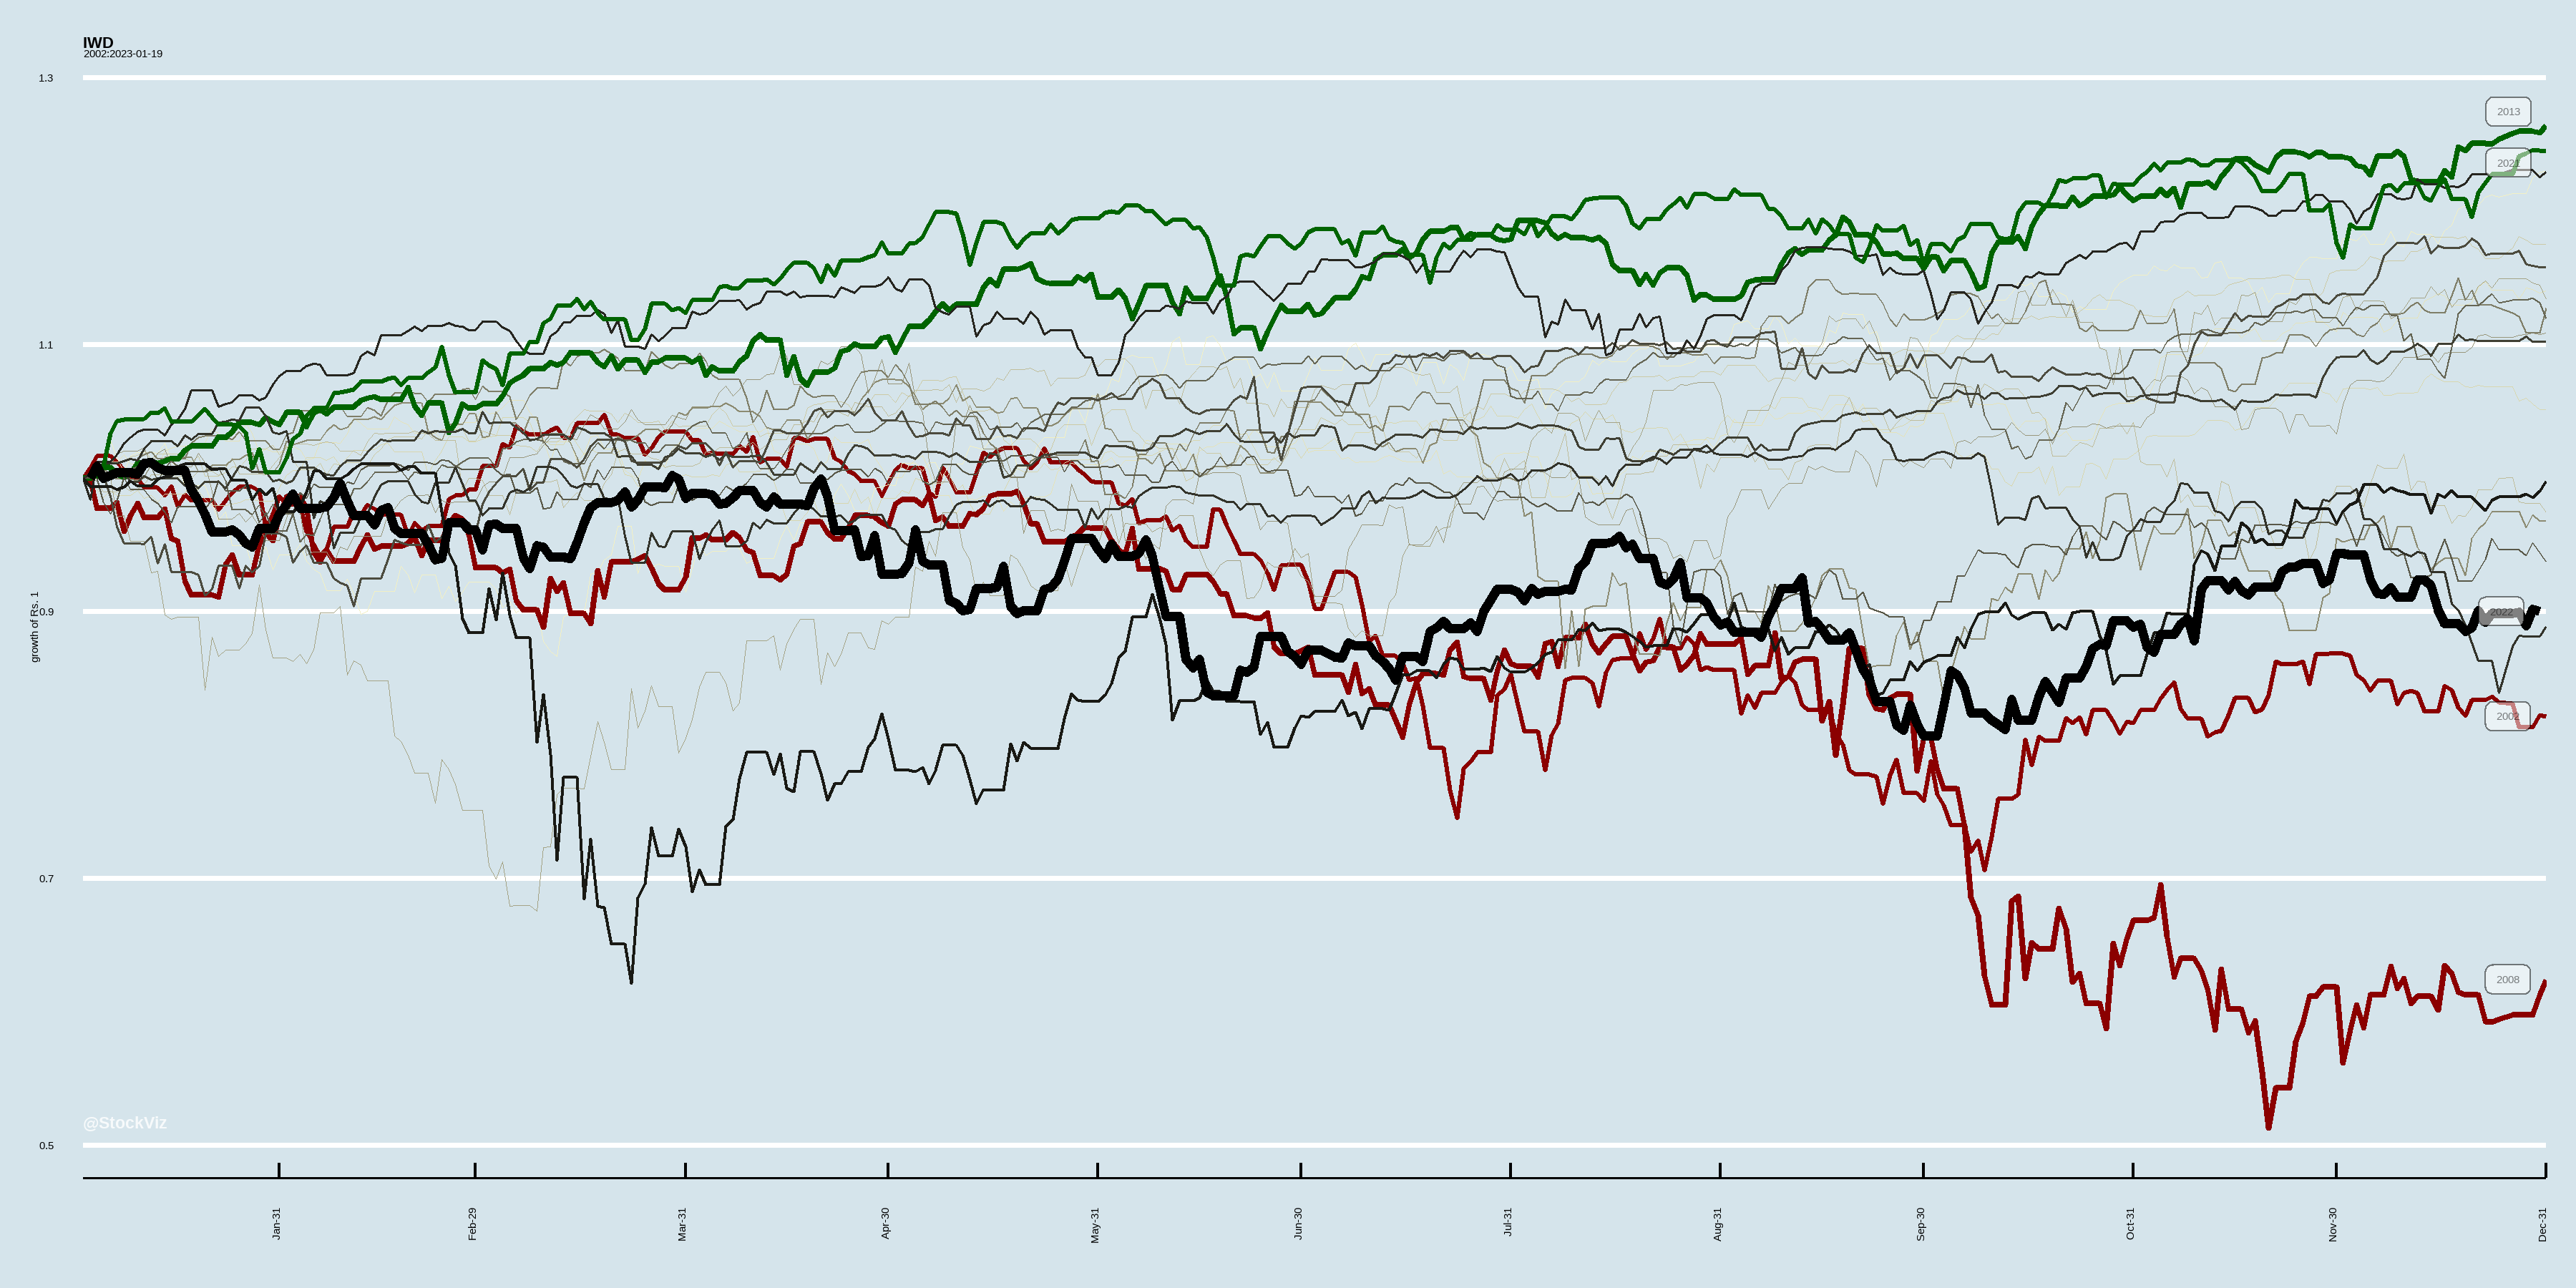 IWD
2002:2023-01-19
1.3
2013
2021
1.1
growth of Rs. 1
0.9
2022
2002
0.7
2008
@StockViz
0.5
Jan-31
Feb-29
Mar-31
Apr-30
May-31
Jun-30
Jul-31
Aug-31
Sep-30
Oct-31
Nov-30
Dec-31